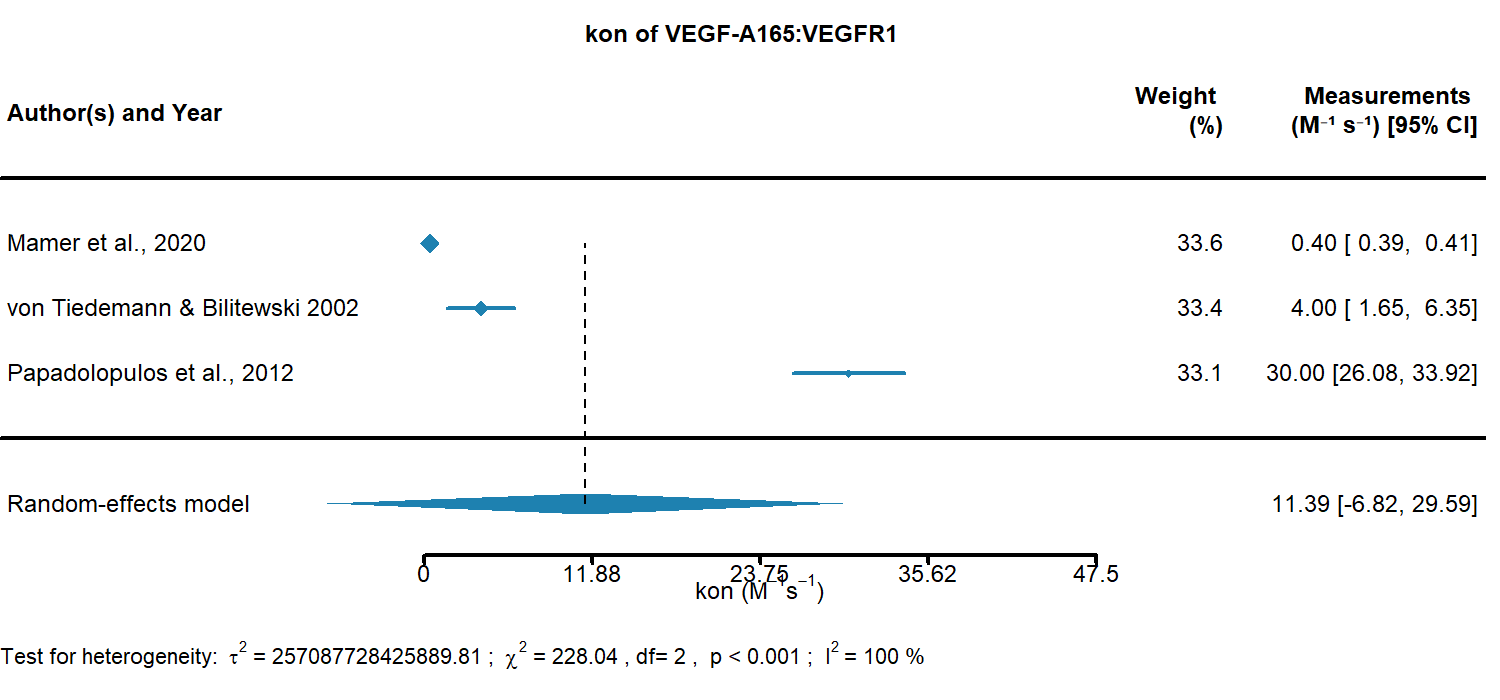 kon of VEGF-A165:VEGFR1
Author(s) and Year
Weight (%)
Measurements (M⁻¹ s⁻¹) [95% CI]
Mamer et al., 2020 33.6 0.40 [ 0.39, 0.41]
von Tiedemann & Bilitewski 2002 33.4 4.00 [ 1.65, 6.35]
Papadolopulos et al., 2012 33.1 30.00 [26.08, 33.92]
Random-effects model 11.39 [-6.82, 29.59]
0 11.88 23.75 35.62 47.5
kon (M⁻¹s⁻¹)
Test for heterogeneity: τ² = 257087728425889.81 ; χ² = 228.04 , df= 2 , p < 0.001 ; I² = 100 %